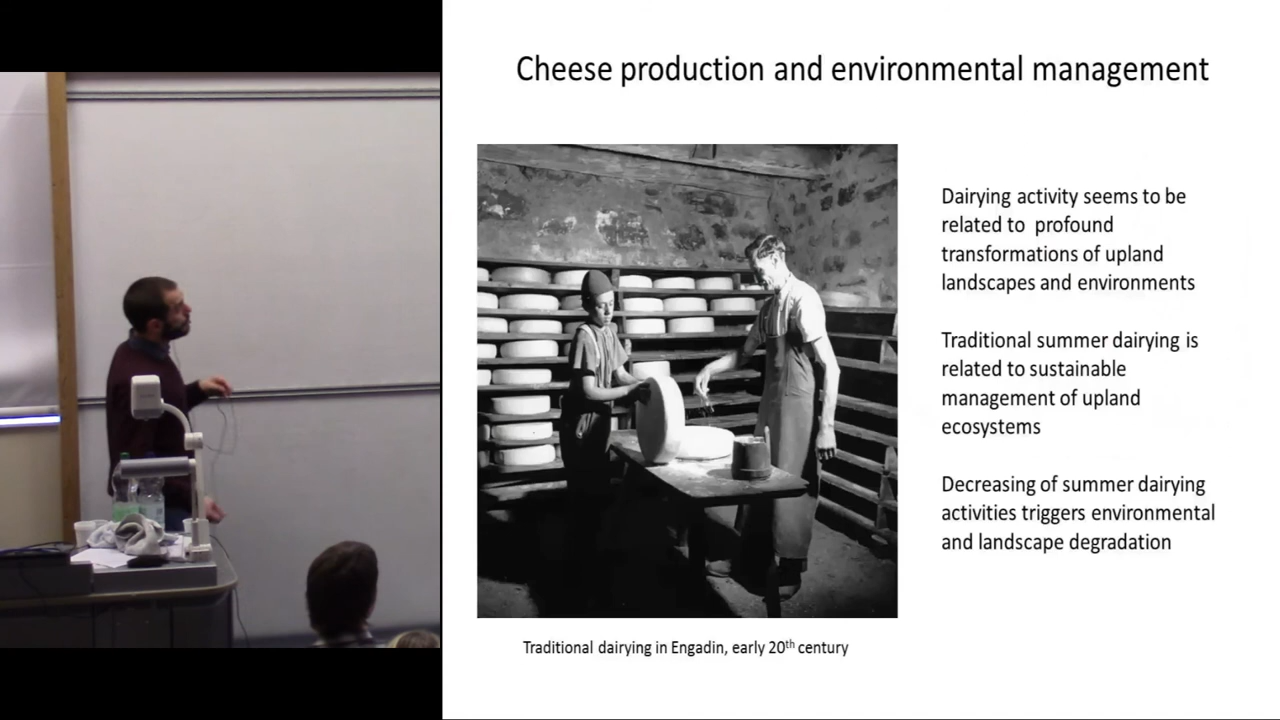 Cheese production and environmental management
Dairying activity seems to be
related to profound
transformations of upland
landscapes and environments
Traditional summer dairying is
related to sustainable
management of upland
ecosystems
Decreasing of summer dairying
activities triggers environmental
and landscape degradation
Traditional dairying in Engadin, early 20th century